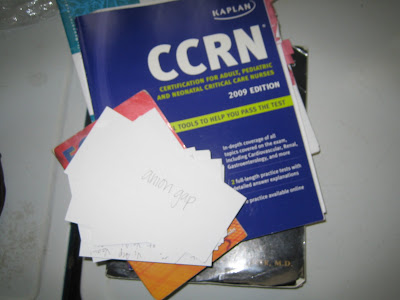 KAPLAN
CCRN®
CERTIFICATION FOR ADULT, PEDIATRIC
AND NEONATAL CRITICAL CARE NURSES
2009 EDITION
TOOLS TO HELP YOU PASS THE TEST
In-depth coverage of all
topics covered on the exam,
including Cardiovascular, Renal,
Gastroenterology, and more
2 full-length practice tests with
detailed answer explanations
practice available online
anion gap
M.D.